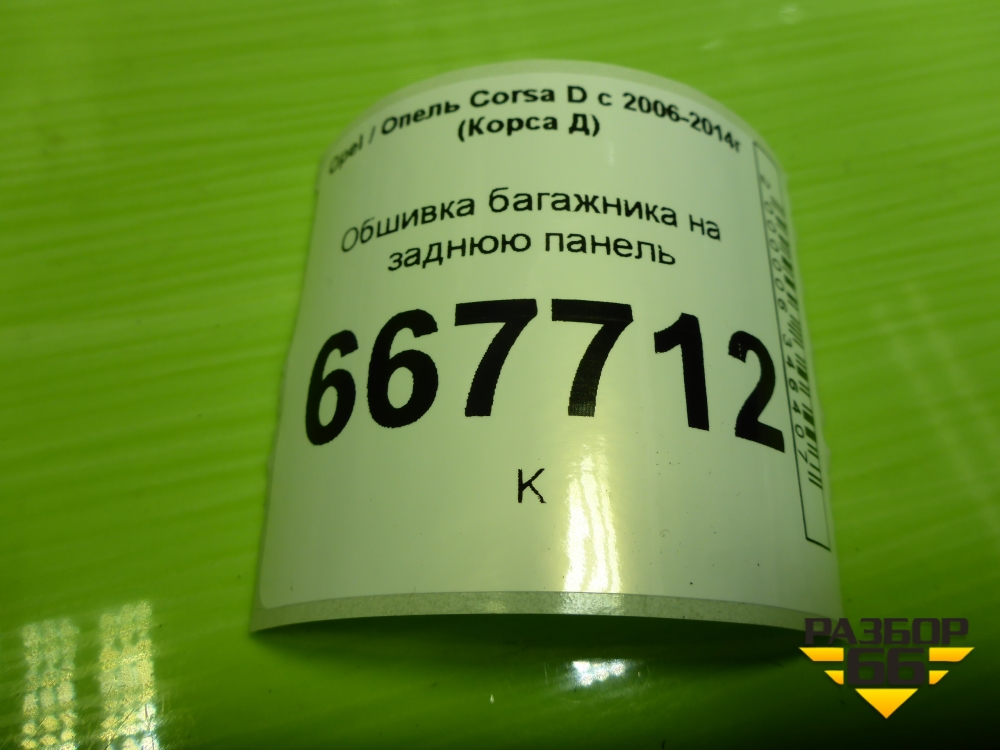 Opel / Опель Corsa D с 2006-2014г
(Корса Д)
Обшивка багажника на
заднюю панель
667712
К
РАЗБОР
66